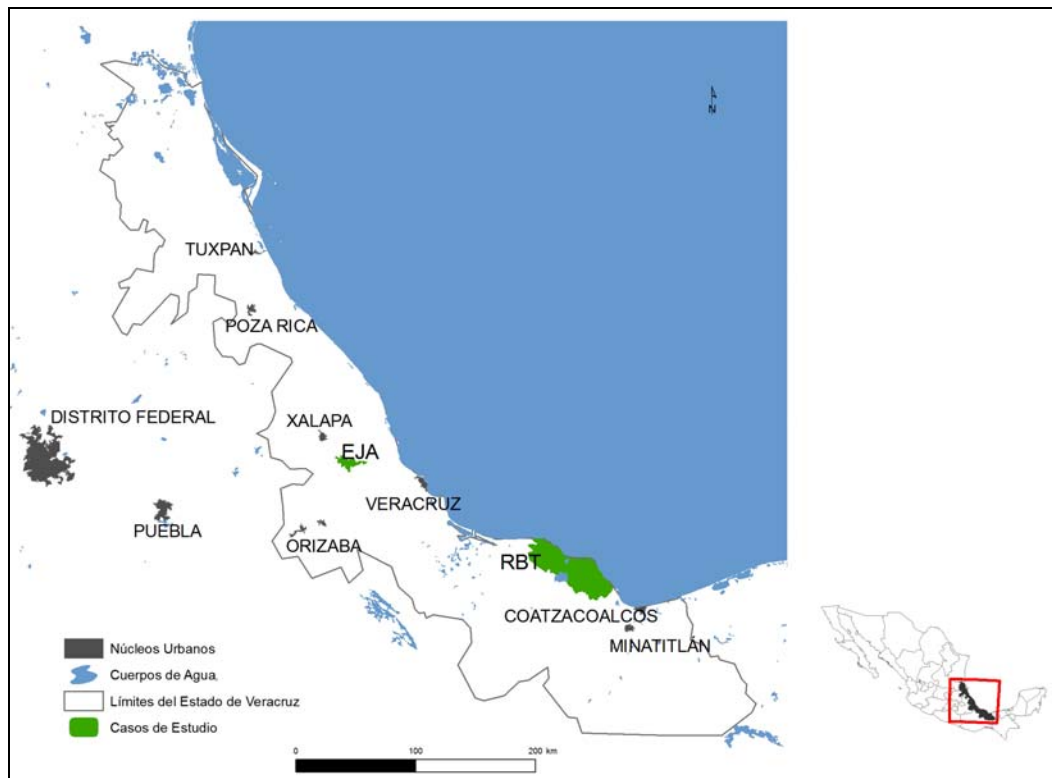 N
TUXPAN
POZA RICA
DISTRITO FEDERAL
XALAPA
EJA
VERACRUZ
PUEBLA
ORIZABA
RBT
COATZACOALCOS
MINATITLÁN
Núcleos Urbanos
Cuerpos de Agua,
Límites del Estado de Veracruz
Casos de Estudio
0 100 200 km